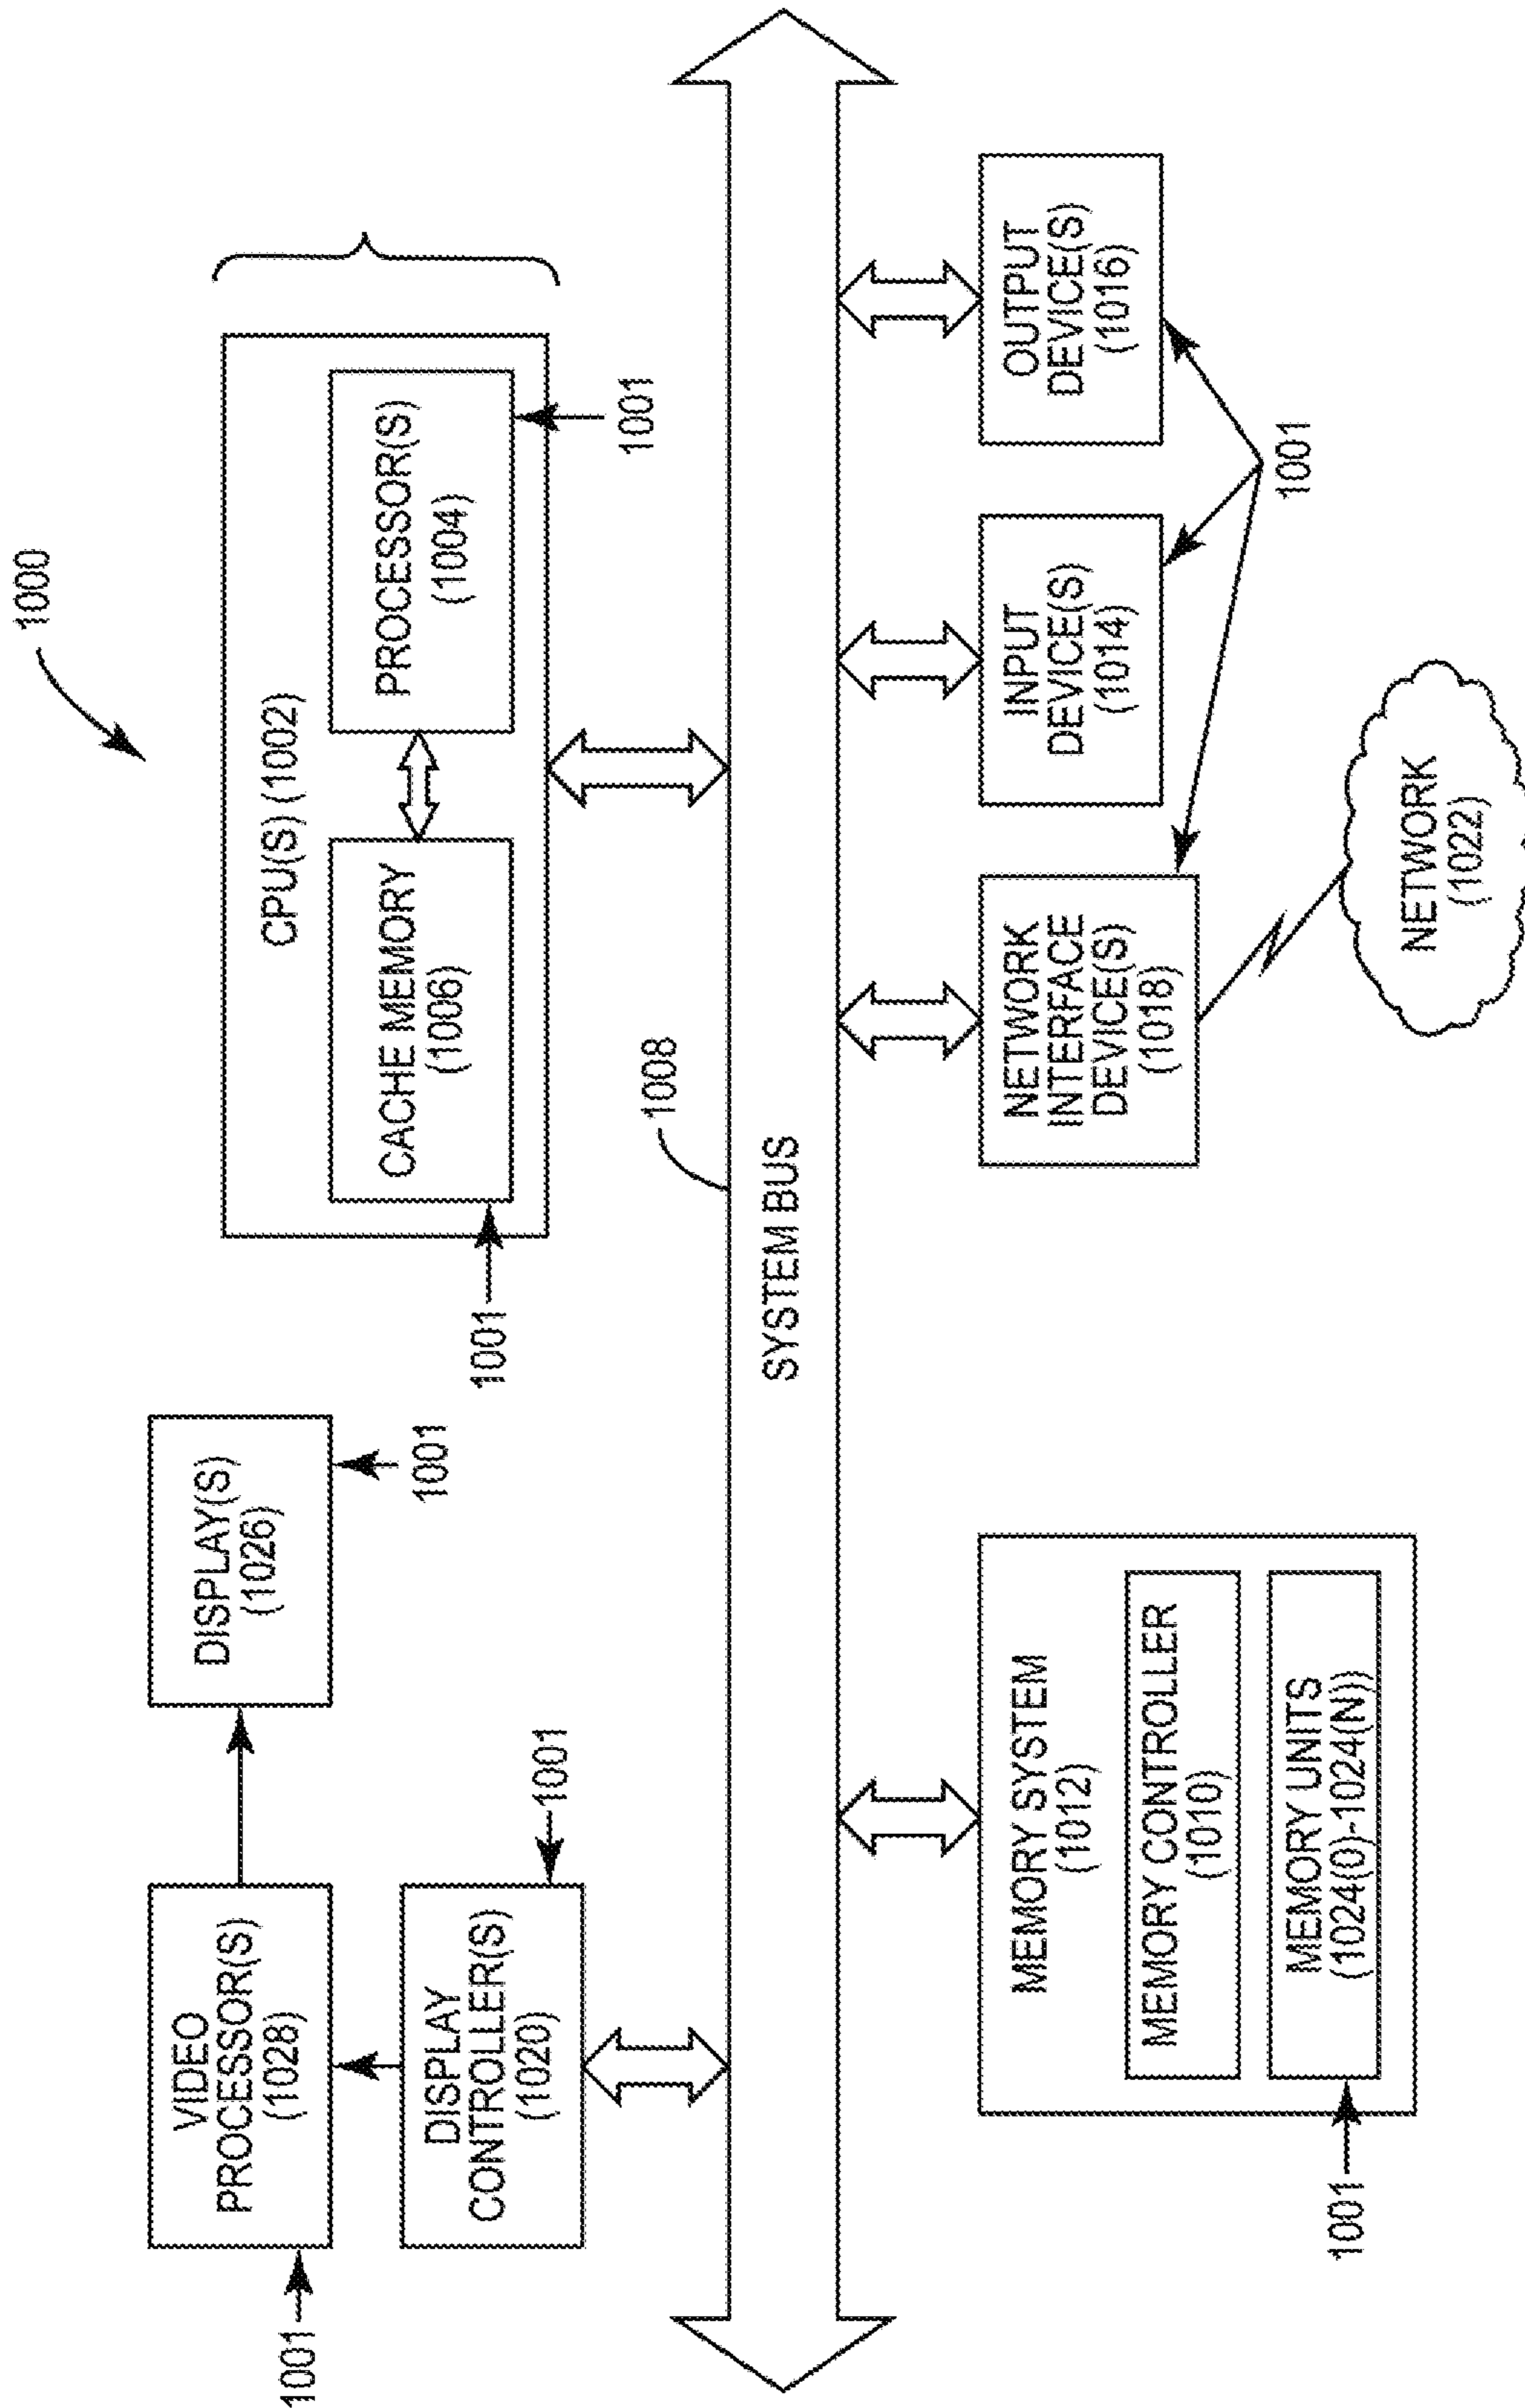 1000
VIDEO
PROCESSOR(S)
(1028)
1001
DISPLAY(S)
(1026)
1001
DISPLAY
CONTROLLER(S)
(1020)
1001
CPU(S) (1002)
CACHE MEMORY
(1006)
1001
PROCESSOR(S)
(1004)
1001
1008
SYSTEM BUS
MEMORY SYSTEM
(1012)
MEMORY CONTROLLER
(1010)
MEMORY UNITS
(1024(0)-1024(N))
1001
NETWORK
INTERFACE
DEVICE(S)
(1018)
INPUT
DEVICE(S)
(1014)
OUTPUT
DEVICE(S)
(1016)
1001
NETWORK
(1022)